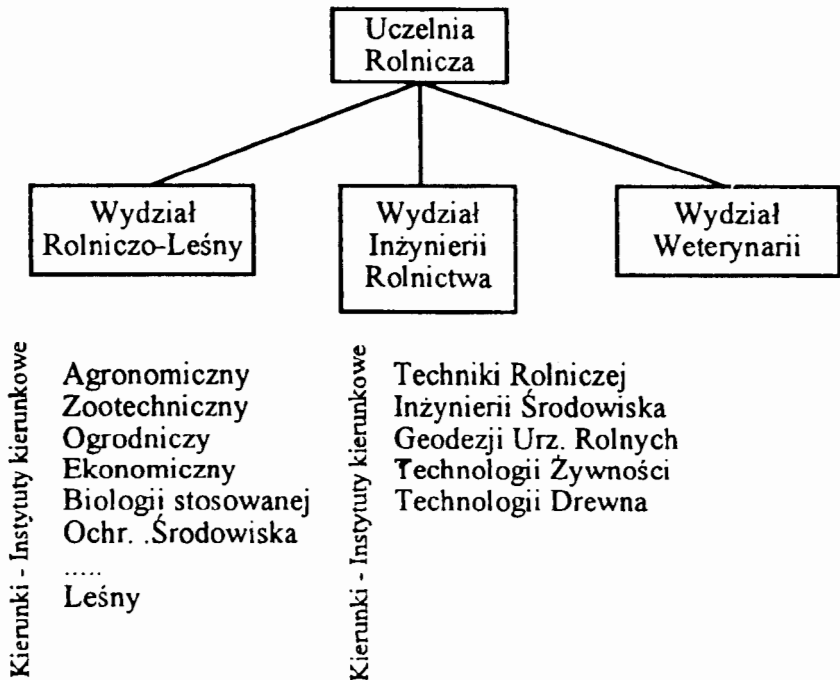 Uczelnia
Rolnicza
Wydział
Rolniczo-Leśny
Wydział
Inżynierii
Rolnictwa
Wydział
Weterynarii
Kierunki - Instytuty kierunkowe
Agronomiczny
Zootechniczny
Ogrodniczy
Ekonomiczny
Biologii stosowanej
Ochr. .Środowiska
.....
Leśny
Kierunki - Instytuty kierunkowe
Techniki Rolniczej
Inżynierii Środowiska
Geodezji Urz. Rolnych
Technologii Żywności
Technologii Drewna